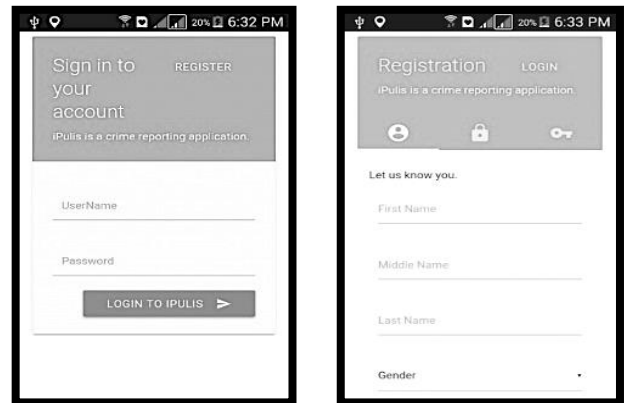 20% 6:32 PM
Sign in to
your
account
REGISTER
iPulis is a crime reporting application.
UserName
Password
LOGIN TO IPULIS
20% 6:33 PM
Registration
LOGIN
iPulis is a crime reporting application.
Let us know you.
First Name
Middle Name
Last Name
Gender